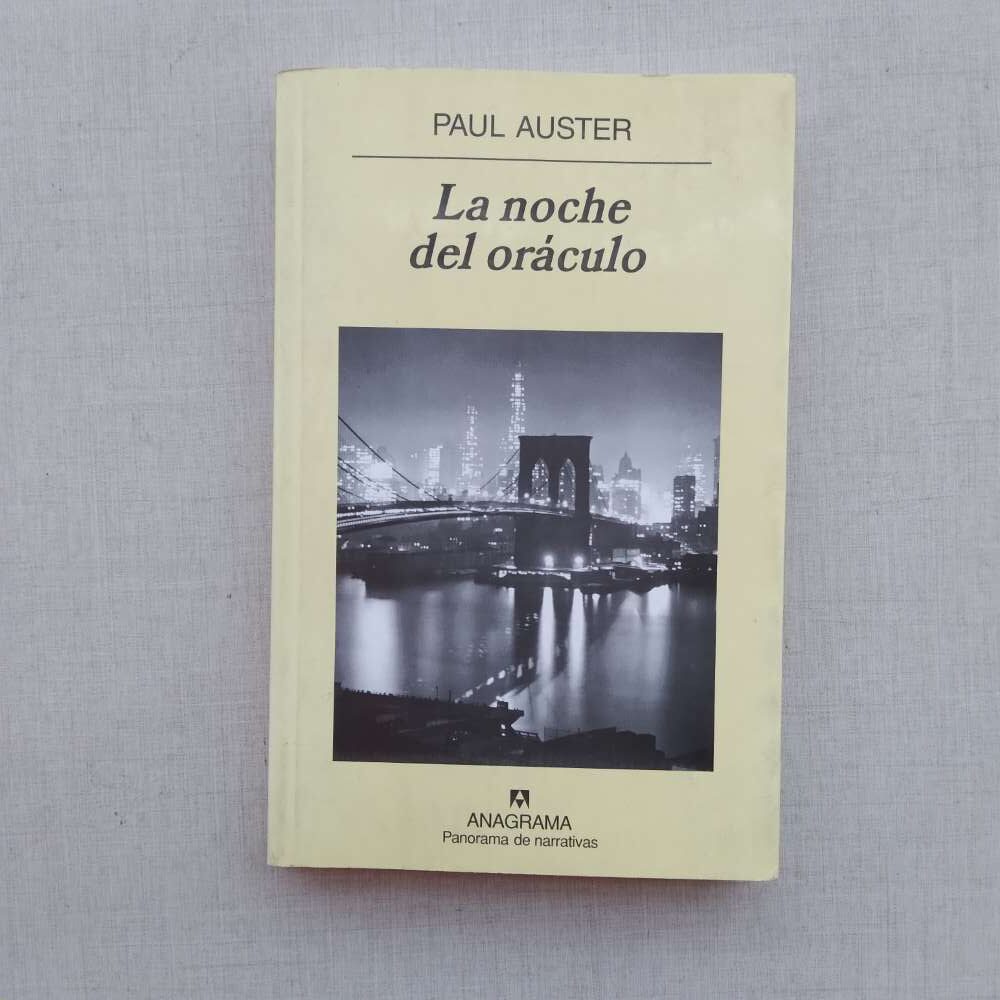 PAUL AUSTER
La noche
del oráculo
ANAGRAMA
Panorama de narrativas